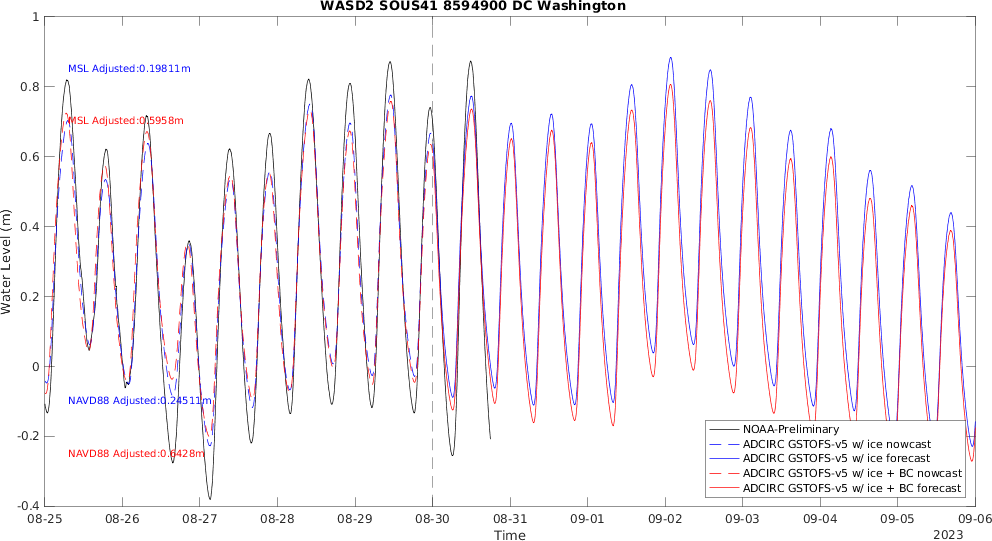 WASD2 SOUS41 8594900 DC Washington
1
0.8
0.6
0.4
0.2
0
-0.2
-0.4
Water Level (m)
MSL Adjusted:0.19811m
MSL Adjusted:0.5958m
NAVD88 Adjusted:0.24511m
NAVD88 Adjusted:0.6428m
NOAA-Preliminary
ADCIRC GSTOFS-v5 w/ ice nowcast
ADCIRC GSTOFS-v5 w/ ice forecast
ADCIRC GSTOFS-v5 w/ ice + BC nowcast
ADCIRC GSTOFS-v5 w/ ice + BC forecast
08-25 08-26 08-27 08-28 08-29 08-30 08-31 09-01 09-02 09-03 09-04 09-05 09-06
Time
2023